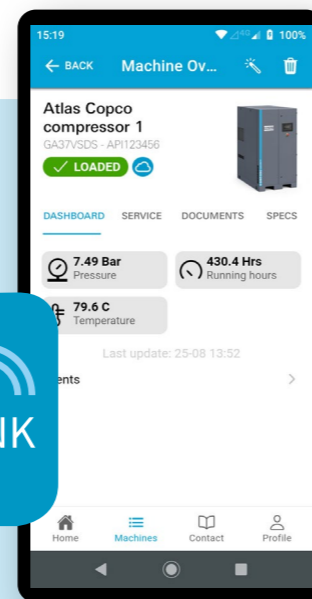 15:19
4G
100%
BACK Machine Ov...
Atlas Copco
compressor 1
GA37VSDS - API123456
LOADED
DASHBOARD SERVICE DOCUMENTS SPECS
7.49 Bar
Pressure
430.4 Hrs
Running hours
79.6 C
Temperature
Last update: 25-08 13:52
ents
NK
Home Machines Contact Profile